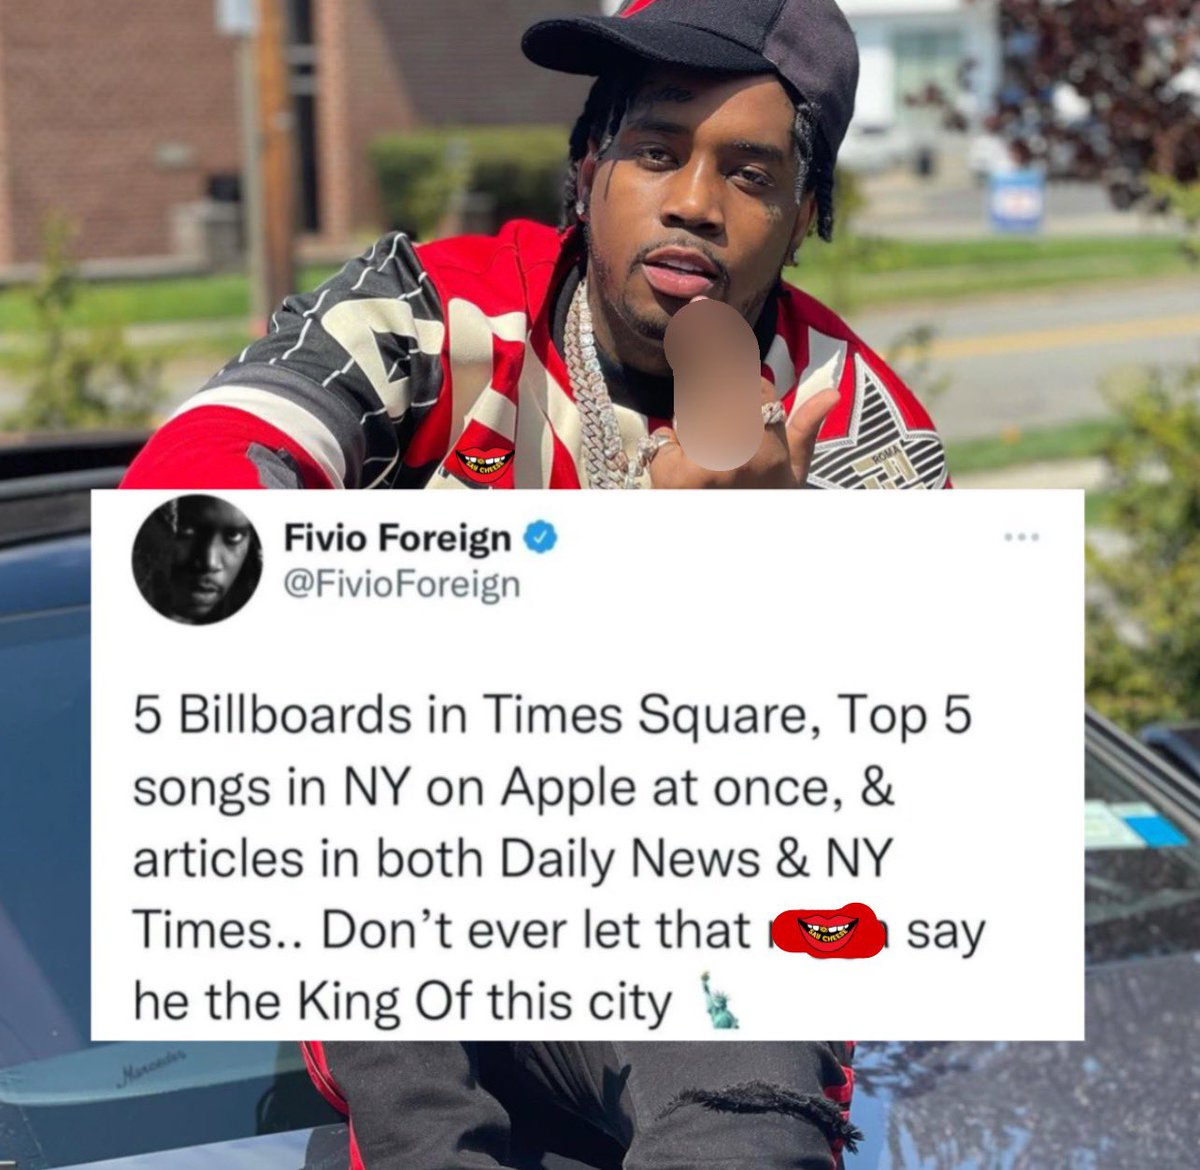 ROMA
SAY CHEESE
Fivio Foreign
@FivioForeign
5 Billboards in Times Square, Top 5
songs in NY on Apple at once, &
articles in both Daily News & NY
Times.. Don’t ever let that SAY CHEESE say
he the King Of this city 🗽
Mercedes